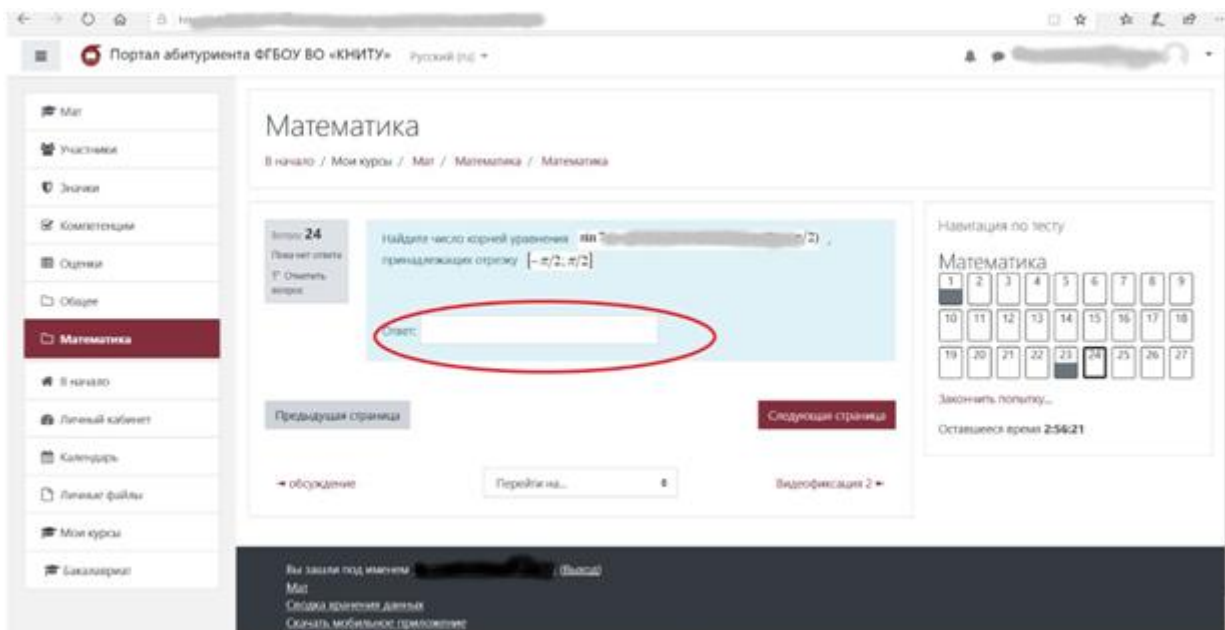 Портал абитуриента ФГБОУ ВО «КНИТУ» Русский (ru)
Мат
Участники
Значки
Компетенции
Оценки
Общее
Математика
В начало
Личный кабинет
Календарь
Личные файлы
Мои курсы
Бакалавриат
Математика
В начало / Мои курсы / Мат / Математика / Математика
Вопрос 24
Пока нет ответа
Отметить
вопрос
Найдите число корней уравнения sin π/2) ,
принадлежащих отрезку [-π/2; π/2]
Ответ:
Предыдущая страница
Следующая страница
◄ обсуждение
Перейти на...
Видеофиксация 2 ►
Навигация по тесту
Математика
1 2 3 4 5 6 7 8 9
10 11 12 13 14 15 16 17 18
19 20 21 22 23 24 25 26 27
Закончить попытку...
Оставшееся время 2:56:21
Вы зашли под именем (Выход)
Мат
Сводка хранения данных
Скачать мобильное приложение